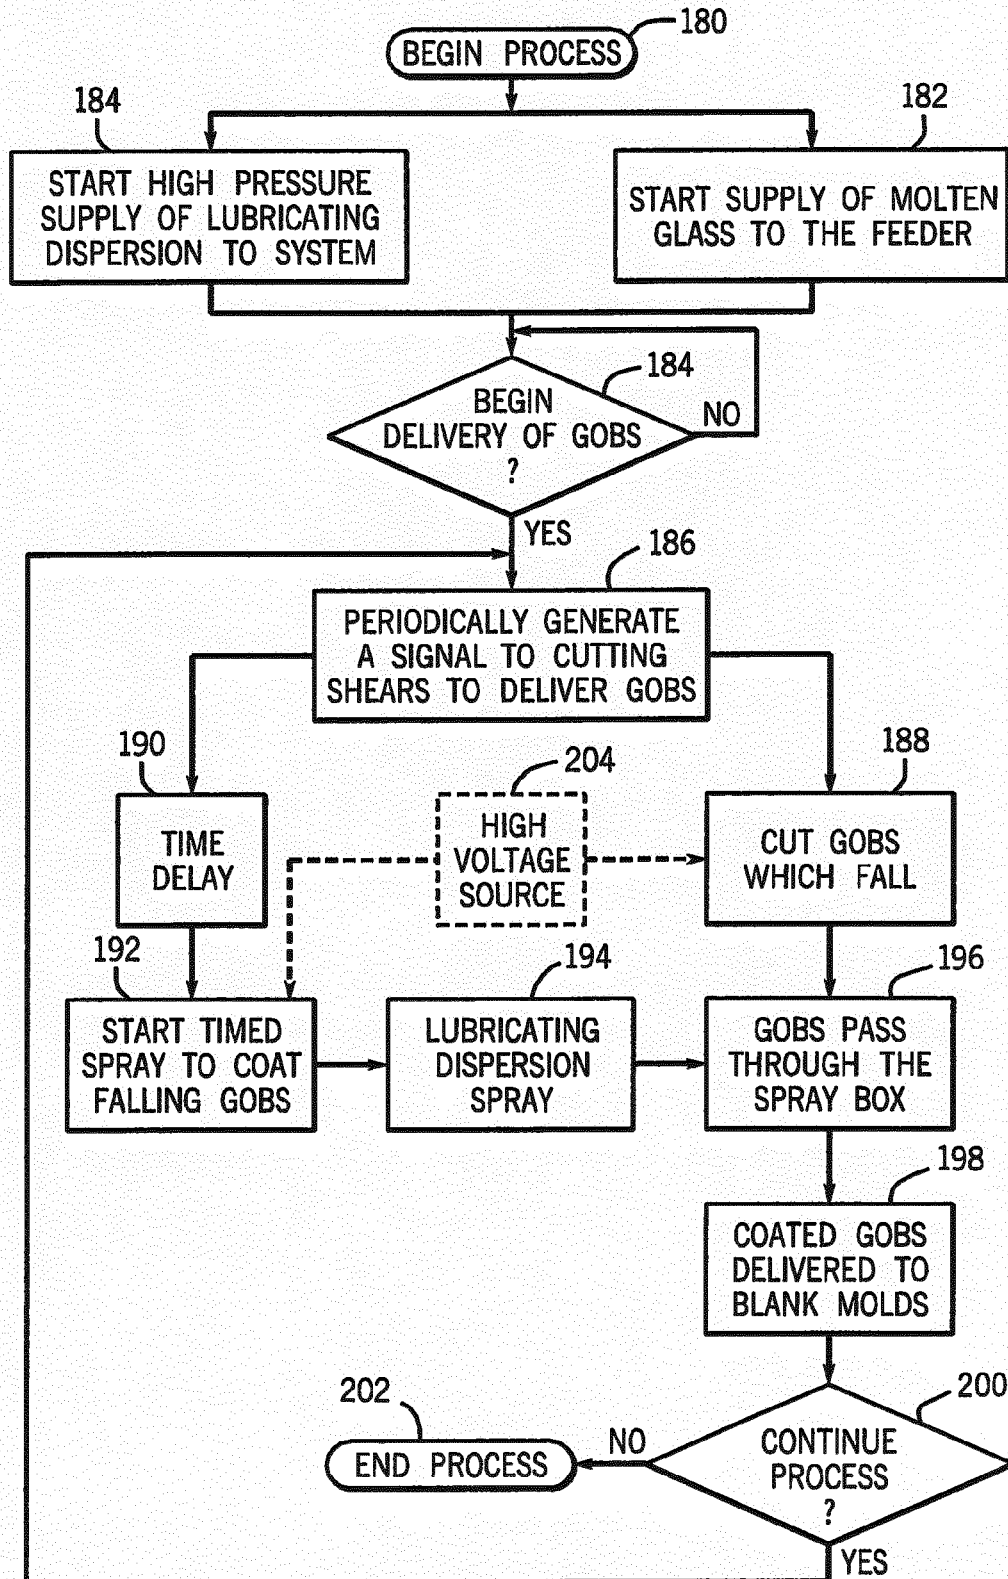 180
BEGIN PROCESS
184
182
START HIGH PRESSURE
SUPPLY OF LUBRICATING
DISPERSION TO SYSTEM
START SUPPLY OF MOLTEN
GLASS TO THE FEEDER
184
BEGIN
DELIVERY OF GOBS
?
NO
YES
186
PERIODICALLY GENERATE
A SIGNAL TO CUTTING
SHEARS TO DELIVER GOBS
190
204
188
TIME
DELAY
HIGH
VOLTAGE
SOURCE
CUT GOBS
WHICH FALL
192
194
196
START TIMED
SPRAY TO COAT
FALLING GOBS
LUBRICATING
DISPERSION
SPRAY
GOBS PASS
THROUGH THE
SPRAY BOX
198
COATED GOBS
DELIVERED TO
BLANK MOLDS
202
200
END PROCESS
NO
CONTINUE
PROCESS
?
YES